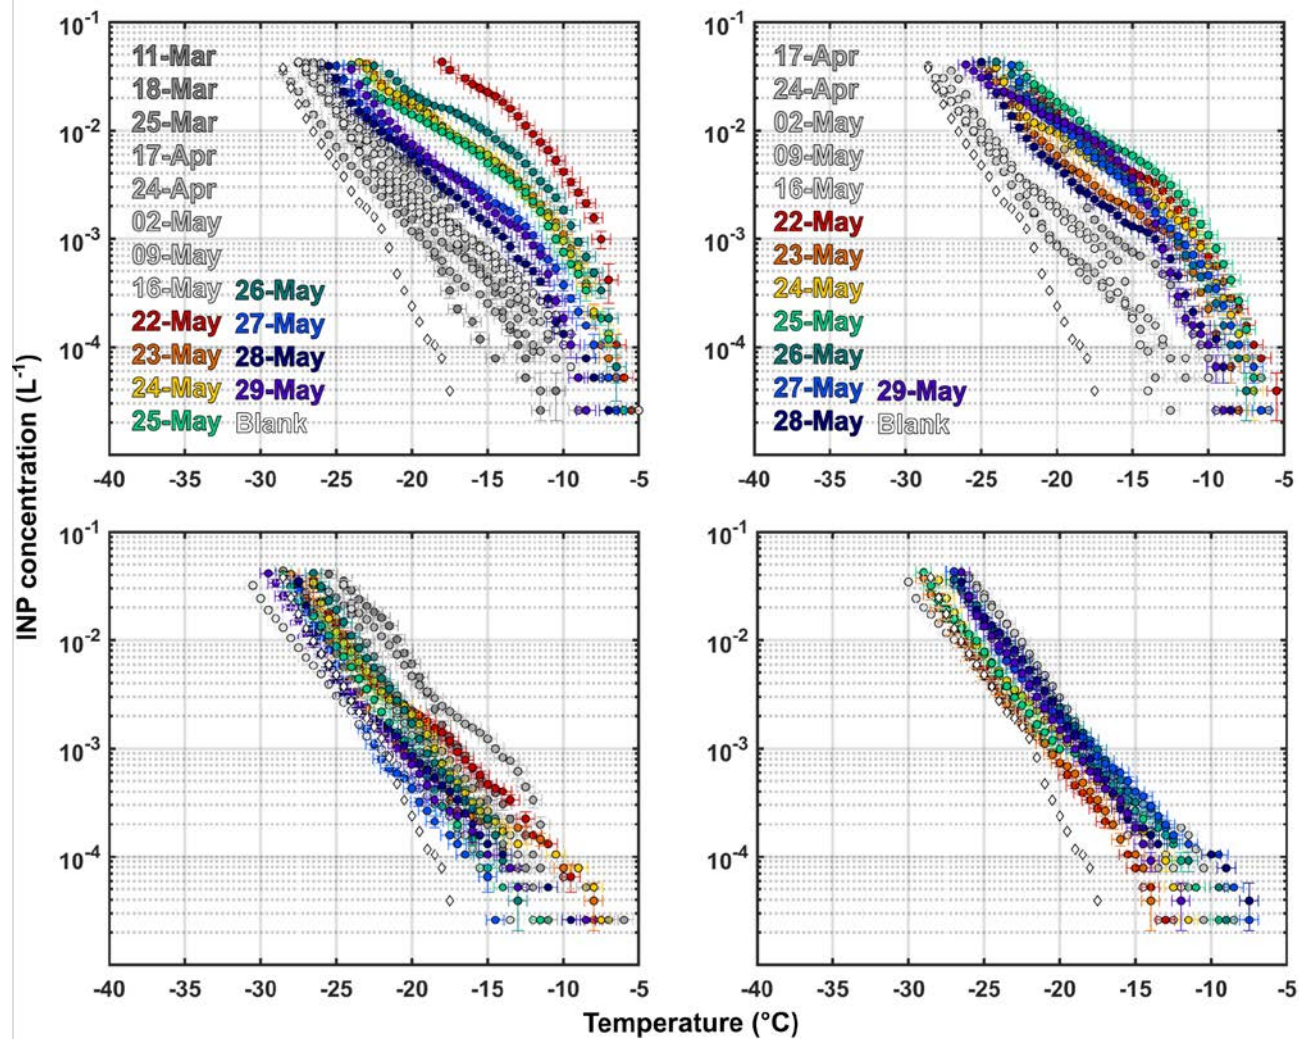 10-1
11-Mar
18-Mar
25-Mar
17-Apr
24-Apr
02-May
09-May
16-May 26-May
22-May 27-May
23-May 28-May
24-May 29-May
25-May Blank
10-2
10-3
10-4
-40 -35 -30 -25 -20 -15 -10 -5
10-1
17-Apr
24-Apr
02-May
09-May
16-May
22-May
23-May
24-May
25-May
26-May
27-May 29-May
28-May Blank
10-2
10-3
10-4
-40 -35 -30 -25 -20 -15 -10 -5
INP concentration (L-1)
10-1
10-2
10-3
10-4
-40 -35 -30 -25 -20 -15 -10 -5
10-1
10-2
10-3
10-4
-40 -35 -30 -25 -20 -15 -10 -5
Temperature (°C)